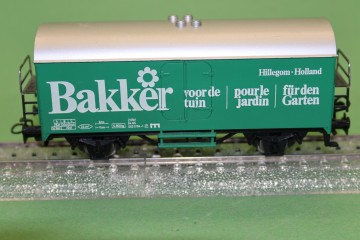 Bakker
voor de
tuin
pour le
jardin
für den
Garten
Hillegom · Holland